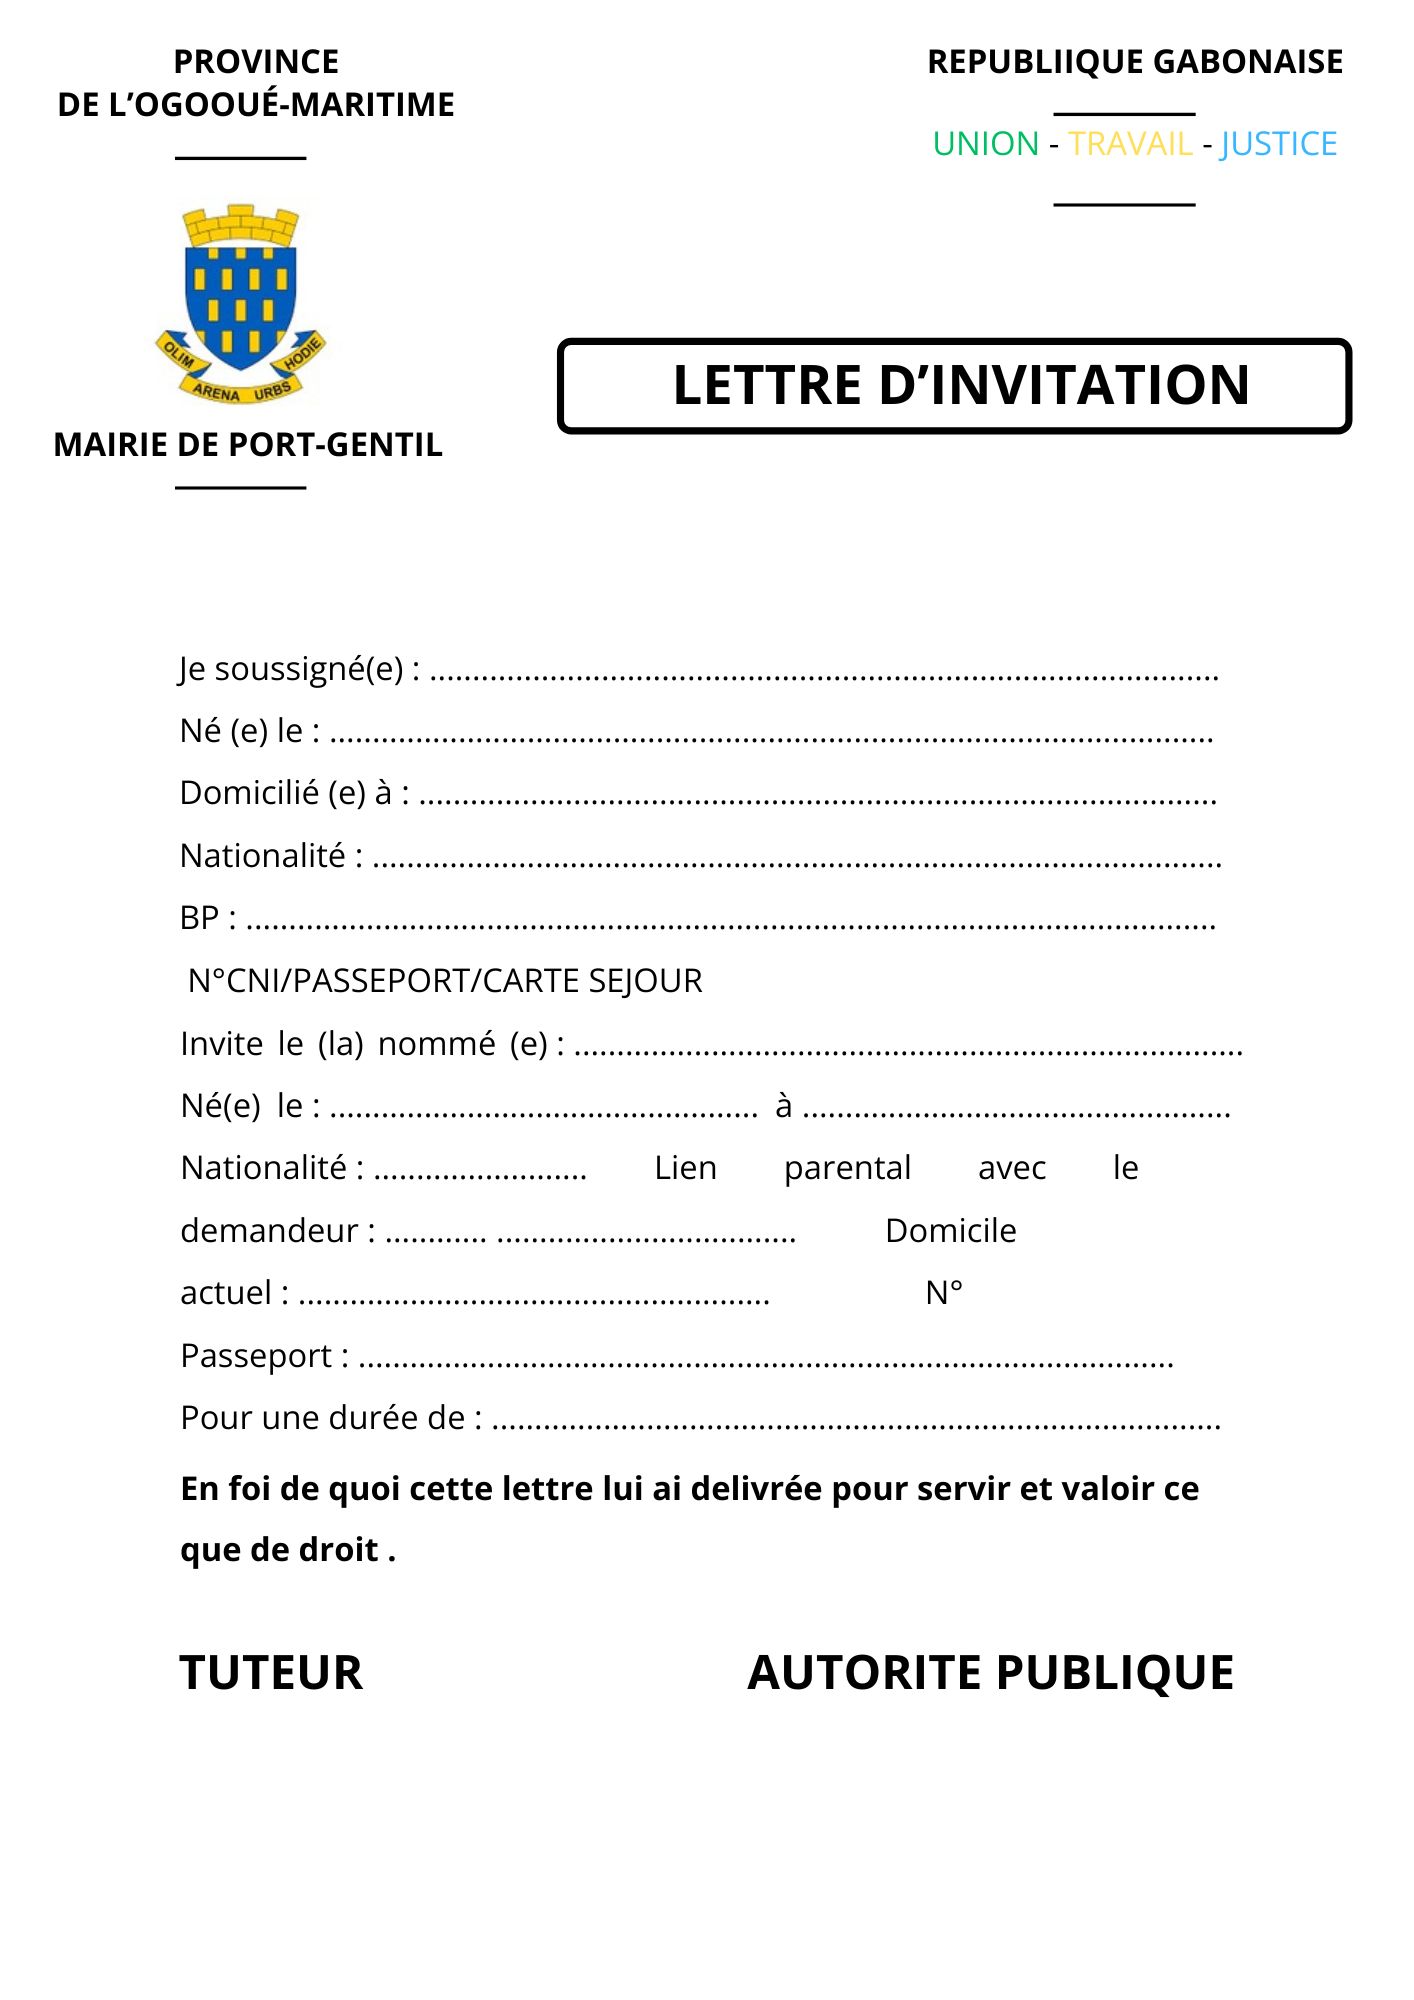 PROVINCE
DE L’OGOOUÉ-MARITIME
REPUBLIIQUE GABONAISE
UNION - TRAVAIL - JUSTICE
OLIM ARENA URBS HODIE
MAIRIE DE PORT-GENTIL
LETTRE D’INVITATION
Je soussigné(e) : ............................................................................................
Né (e) le : .......................................................................................................
Domicilié (e) à : .............................................................................................
Nationalité : ...................................................................................................
BP : .................................................................................................................
N°CNI/PASSEPORT/CARTE SEJOUR
Invite le (la) nommé (e) : ..............................................................................
Né(e) le : .................................................. à ..................................................
Nationalité : ......................... Lien parental avec le
demandeur : ............ ................................... Domicile
actuel : ....................................................... N°
Passeport : ...............................................................................................
Pour une durée de : .....................................................................................
En foi de quoi cette lettre lui ai delivrée pour servir et valoir ce
que de droit .
TUTEUR AUTORITE PUBLIQUE